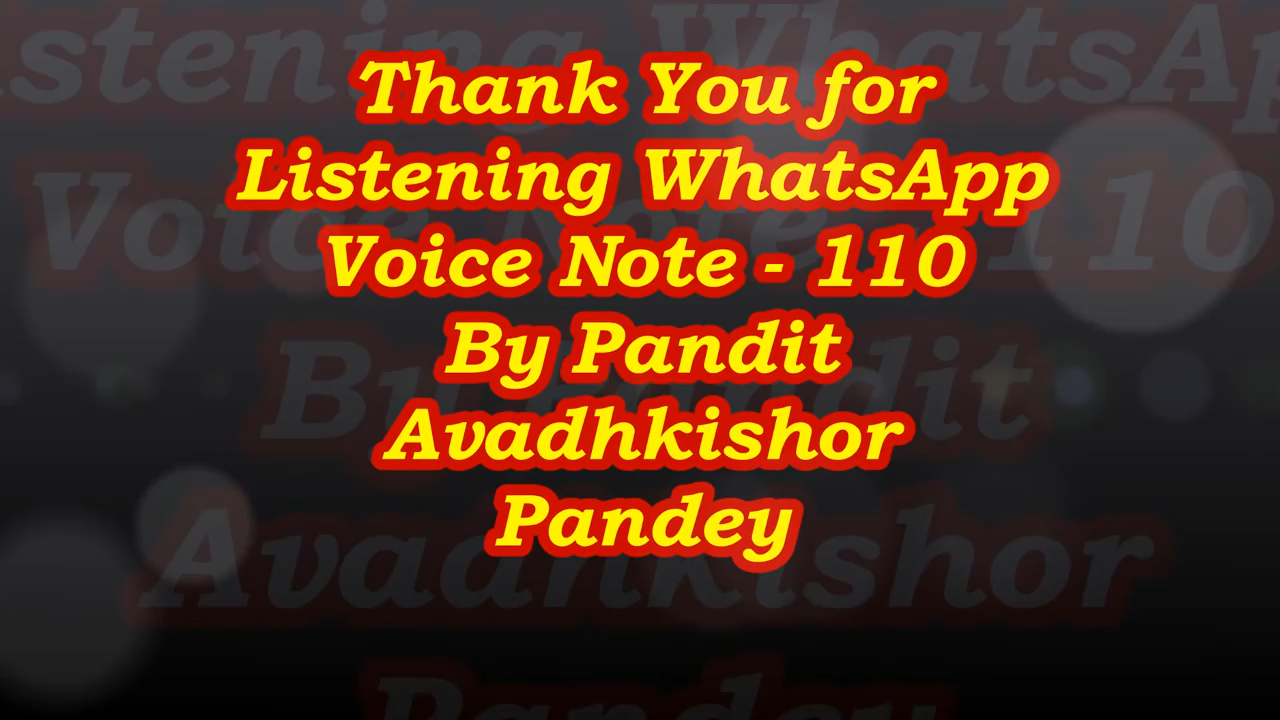 Thank You for
Listening WhatsApp
Voice Note - 110
By Pandit
Avadhkishor
Pandey